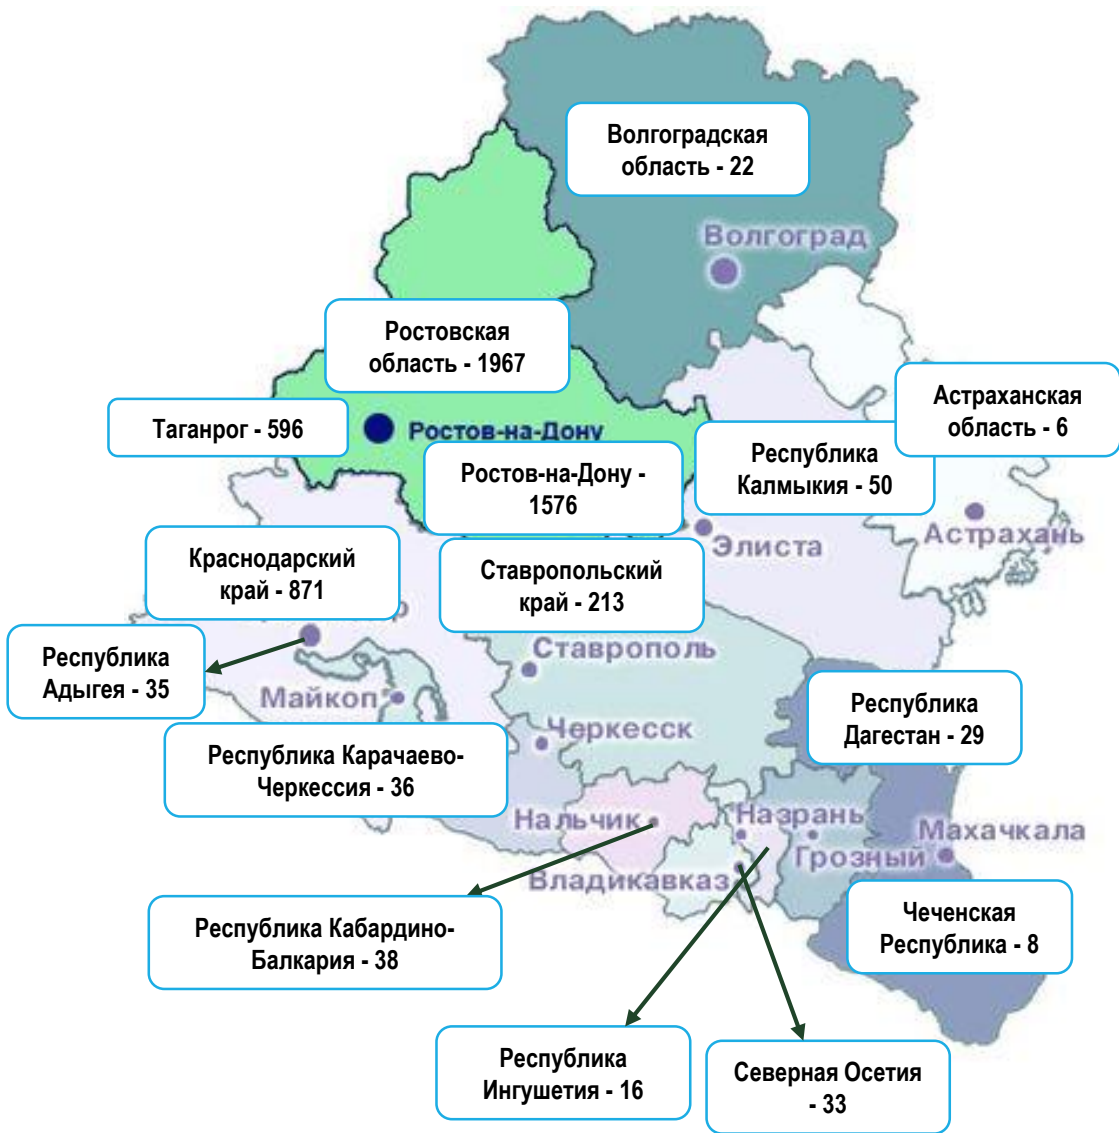 Волгоградская
область - 22
Волгоград
Ростовская
область - 1967
Астраханская
область - 6
Таганрог - 596
Ростов-на-Дону
Республика
Калмыкия - 50
Ростов-на-Дону -
1576
Астрахань
Элиста
Краснодарский
край - 871
Ставропольский
край - 213
Республика
Адыгея - 35
Ставрополь
Майкоп
Республика
Дагестан - 29
Черкесск
Республика Карачаево-
Черкессия - 36
Нальчик
Назрань
Махачкала
Грозный
Владикавказ
Республика Кабардино-
Балкария - 38
Чеченская
Республика - 8
Республика
Ингушетия - 16
Северная Осетия
- 33